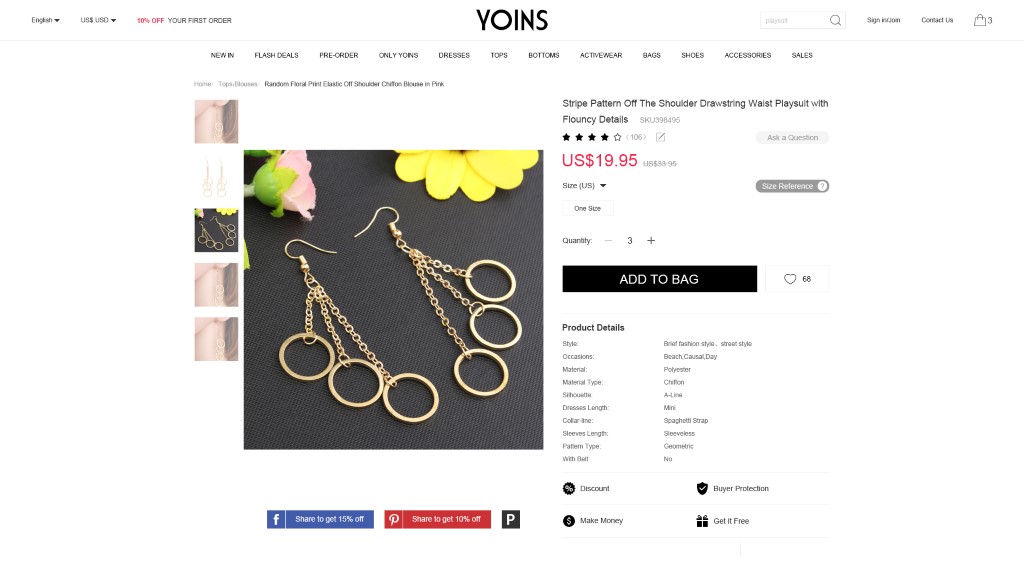 English
US$ USD
10% OFF YOUR FIRST ORDER
YOINS
playsuit
Sign in/Join
Contact Us
3
NEW IN
FLASH DEALS
PRE-ORDER
ONLY YOINS
DRESSES
TOPS
BOTTOMS
ACTIVEWEAR
BAGS
SHOES
ACCESSORIES
SALES
Home› Tops›Blouses› Random Floral Print Elastic Off Shoulder Chiffon Blouse in Pink
Stripe Pattern Off The Shoulder Drawstring Waist Playsuit with
Flouncy Details SKU398495
(106)
Ask a Question
US$19.95 US$33.95
Size (US)
Size Reference ?
One Size
Quantity: — 3 +
ADD TO BAG
68
Product Details
Style: Brief fashion style、street style
Occasions: Beach,Causal,Day
Material: Polyester
Material Type: Chiffon
Silhouette: A-Line
Dresses Length: Mini
Collar-line: Spaghetti Strap
Sleeves Length: Sleeveless
Pattern Type: Geometric
With Belt: No
Discount
Buyer Protection
Make Money
Get It Free
f Share to get 15% off
Share to get 10% off
P